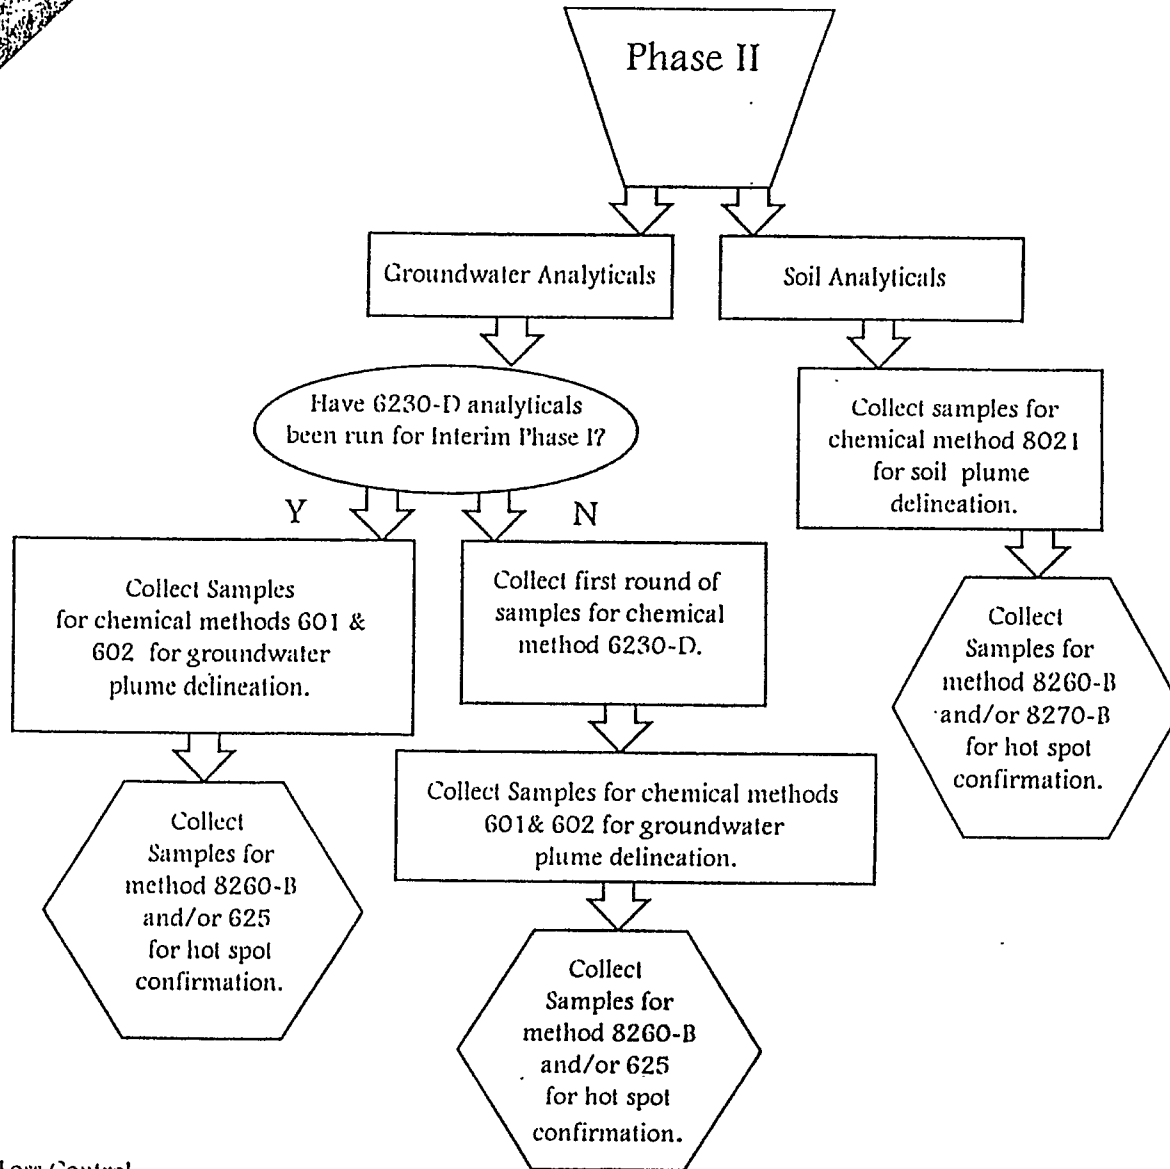 Phase II
Groundwater Analyticals
Soil Analyticals
Have 6230-D analyticals
been run for Interim Phase I?
Y
N
Collect samples for
chemical method 8021
for soil plume
delineation.
Collect Samples
for chemical methods 601 &
602 for groundwater
plume delineation.
Collect first round of
samples for chemical
method 6230-D.
Collect
Samples for
method 8260-B
and/or 8270-B
for hot spot
confirmation.
Collect Samples for chemical methods
601& 602 for groundwater
plume delineation.
Collect
Samples for
method 8260-B
and/or 625
for hot spot
confirmation.
Collect
Samples for
method 8260-B
and/or 625
for hot spot
confirmation.